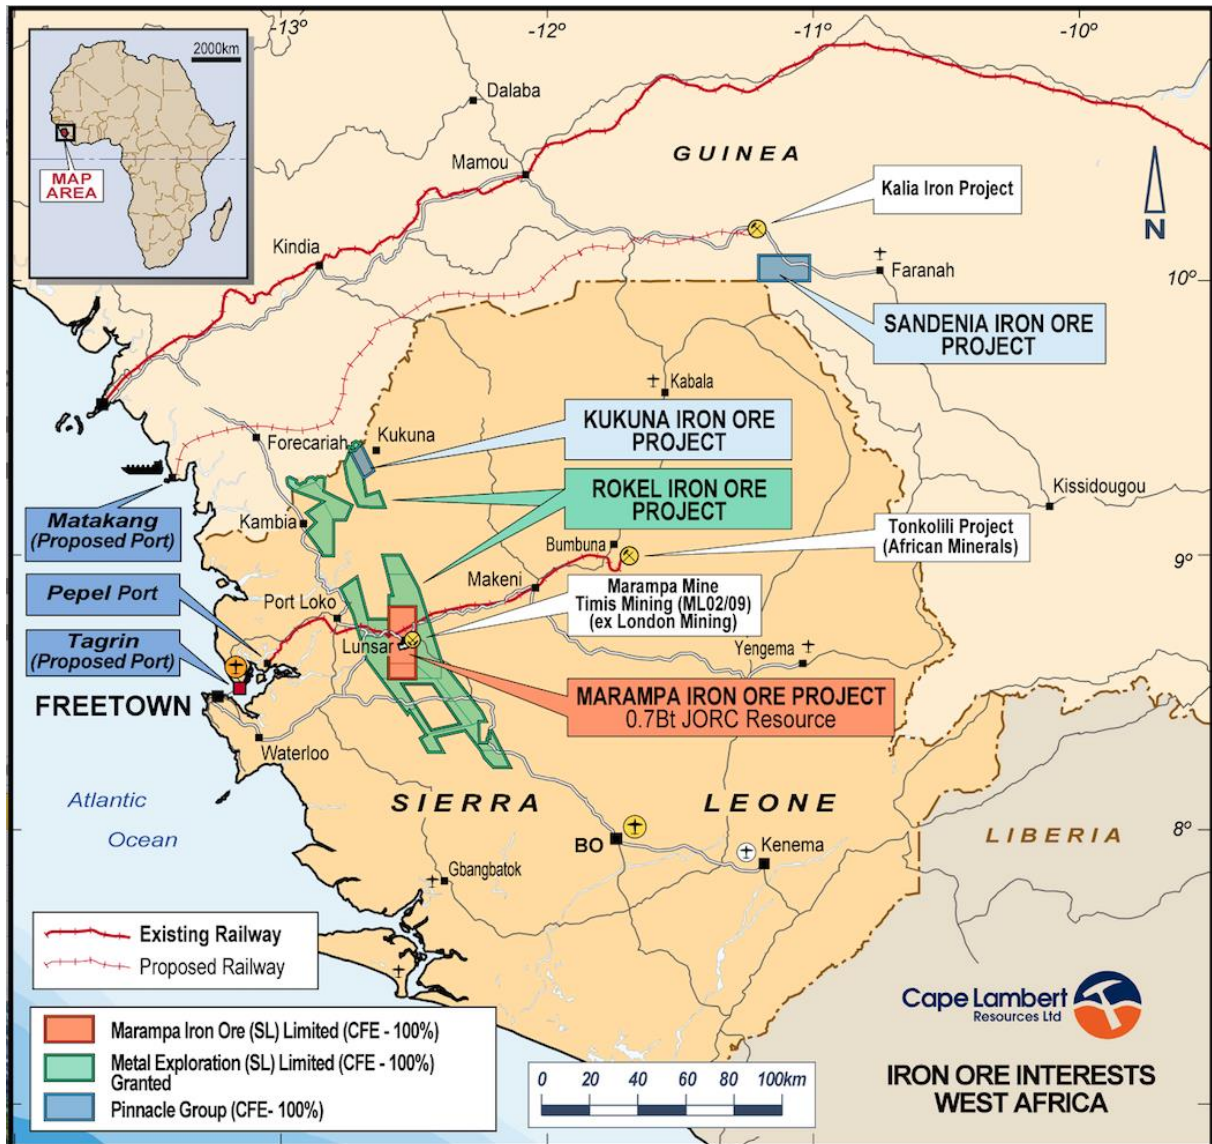 -13º
-12º
-11º
-10º
2000km
MAP
AREA
Dalaba
Mamou
GUINEA
Kalia Iron Project
N
Kindia
Faranah
10º
SANDENIA IRON ORE
PROJECT
Kabala
KUKUNA IRON ORE
PROJECT
Forecariah
Kukuna
ROKEL IRON ORE
PROJECT
Kissidougou
Matakang
(Proposed Port)
Kambia
Bumbuna
Tonkolili Project
(African Minerals)
9º
Pepel Port
Port Loko
Makeni
Marampa Mine
Timis Mining (ML02/09)
(ex London Mining)
Tagrin
(Proposed Port)
Lunsar
Yengema
FREETOWN
MARAMPA IRON ORE PROJECT
0.7Bt JORC Resource
Waterloo
Atlantic
Ocean
SIERRA LEONE
8º
LIBERIA
BO
Kenema
Gbangbatok
Existing Railway
Proposed Railway
Marampa Iron Ore (SL) Limited (CFE - 100%)
Metal Exploration (SL) Limited (CFE - 100%)
Granted
Pinnacle Group (CFE- 100%)
0 20 40 60 80 100km
Cape Lambert
Resources Ltd
IRON ORE INTERESTS
WEST AFRICA